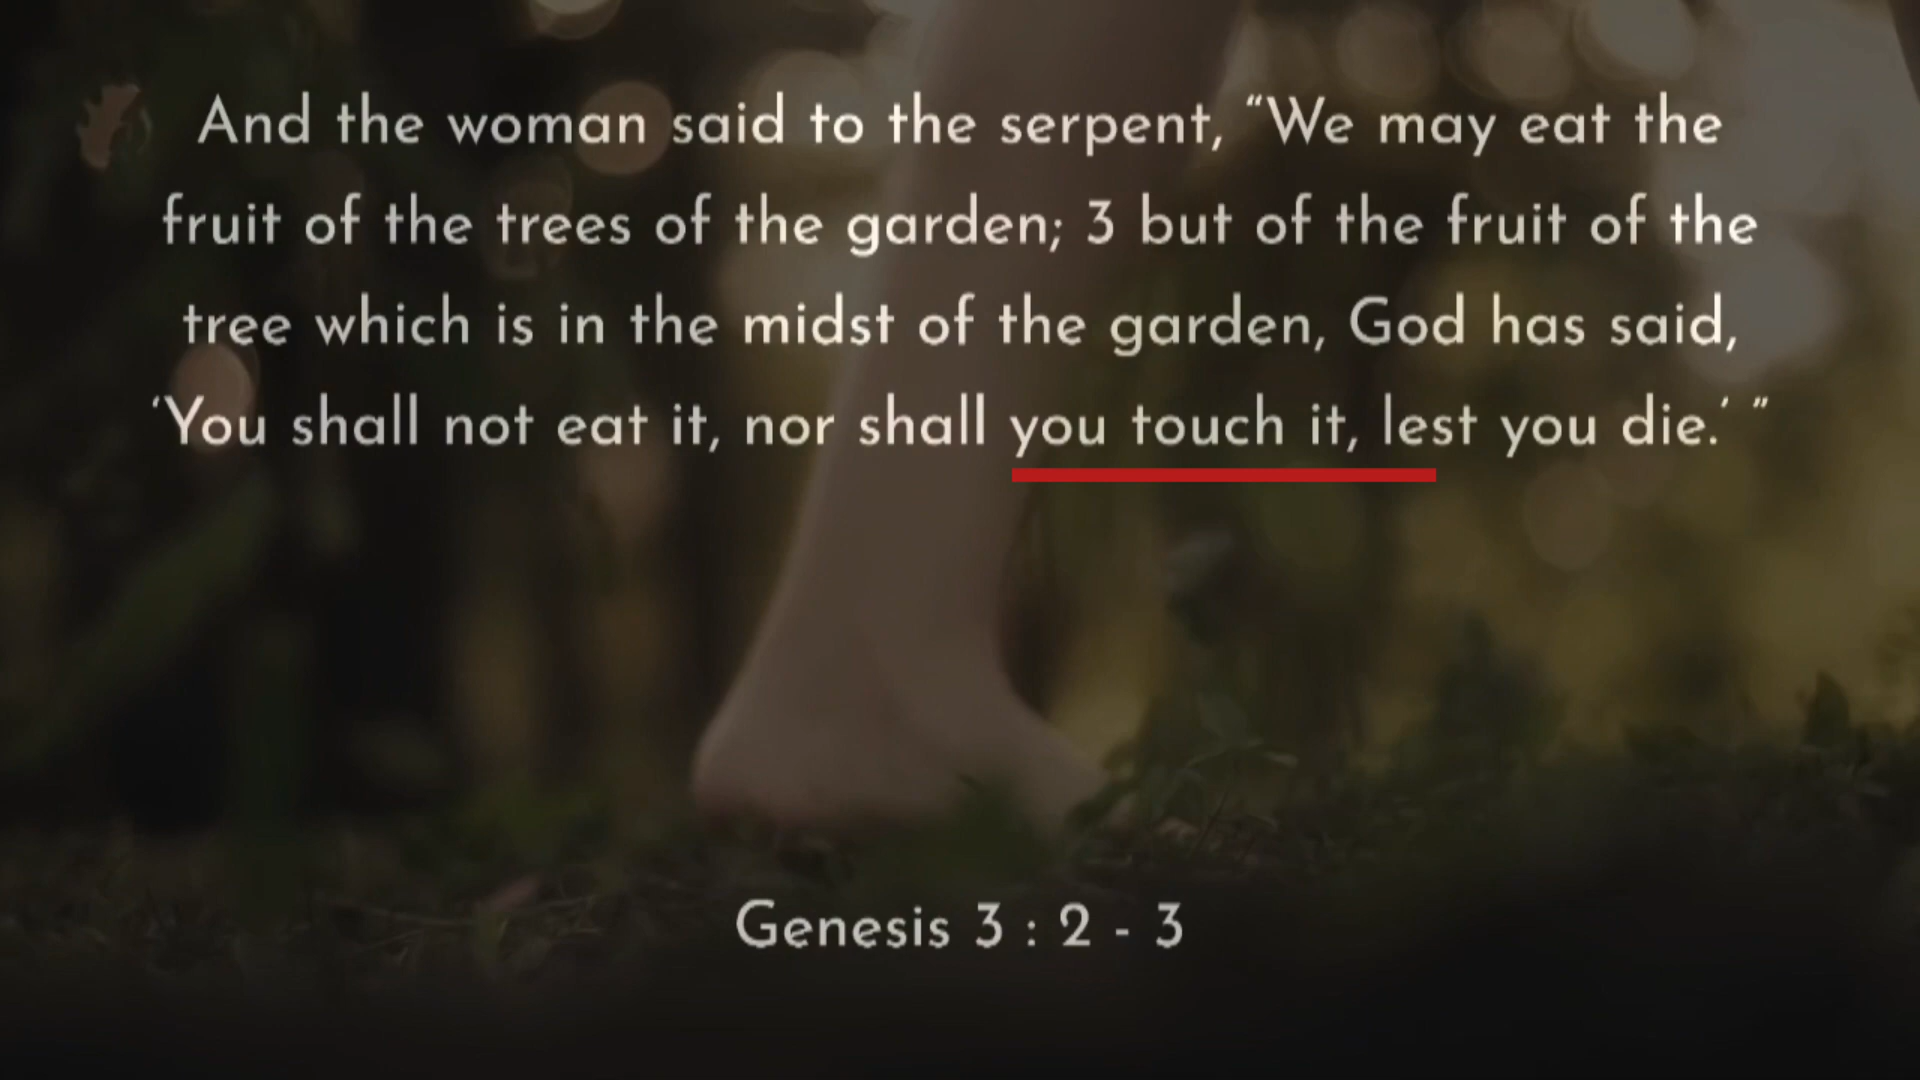 And the woman said to the serpent, “We may eat the
fruit of the trees of the garden; 3 but of the fruit of the
tree which is in the midst of the garden, God has said,
‘You shall not eat it, nor shall you touch it, lest you die.’ ”
Genesis 3 : 2 - 3